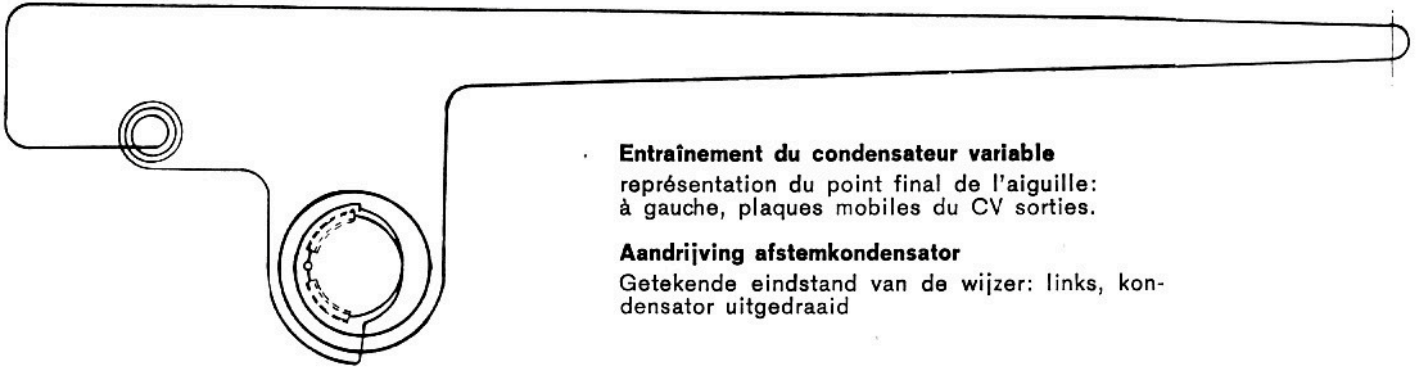 Entraînement du condensateur variable
représentation du point final de l'aiguille:
à gauche, plaques mobiles du CV sorties.
Aandrijving afstemkondensator
Getekende eindstand van de wijzer: links, kon-
densator uitgedraaid